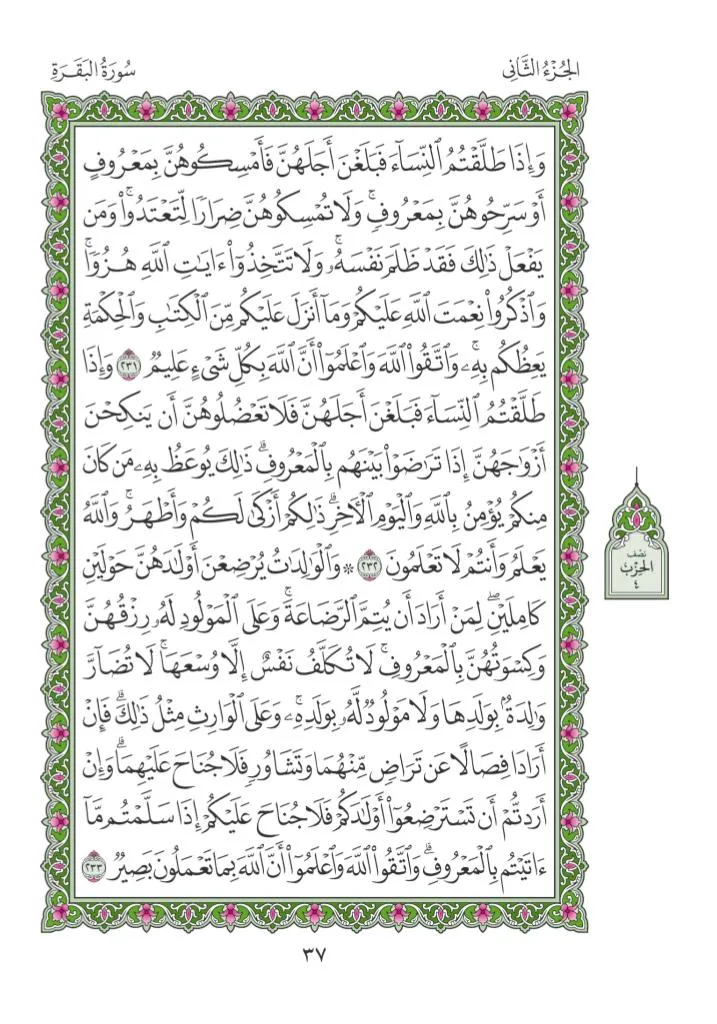 الجُزْءُ الثَّانِي
سُورَةُ البَقَرَةِ
وَإِذَا طَلَّقْتُمُ ٱلنِّسَآءَ فَبَلَغْنَ أَجَلَهُنَّ فَأَمْسِكُوهُنَّ بِمَعْرُوفٍ
أَوْ سَرِّحُوهُنَّ بِمَعْرُوفٖۚ وَلَا تُمْسِكُوهُنَّ ضِرَارٗا لِّتَعْتَدُواْۚ وَمَن
يَفْعَلْ ذَٰلِكَ فَقَدْ ظَلَمَ نَفْسَهُۥۚ وَلَا تَتَّخِذُوٓاْ ءَايَٰتِ ٱللَّهِ هُزُوٗاۚ
وَٱذْكُرُواْ نِعْمَتَ ٱللَّهِ عَلَيْكُمْ وَمَآ أَنزَلَ عَلَيْكُم مِّنَ ٱلْكِتَٰبِ وَٱلْحِكْمَةِ
يَعِظُكُم بِهِۦۚ وَٱتَّقُواْ ٱللَّهَ وَٱعْلَمُوٓاْ أَنَّ ٱللَّهَ بِكُلِّ شَيْءٍ عَلِيمٞ ٢٣١ وَإِذَا
طَلَّقْتُمُ ٱلنِّسَآءَ فَبَلَغْنَ أَجَلَهُنَّ فَلَا تَعْضُلُوهُنَّ أَن يَنكِحْنَ
أَزْوَٰجَهُنَّ إِذَا تَرَٰضَوْاْ بَيْنَهُم بِٱلْمَعْرُوفِۗ ذَٰلِكَ يُوعَظُ بِهِۦ مَن كَانَ
مِنكُمْ يُؤْمِنُ بِٱللَّهِ وَٱلْيَوْمِ ٱلْأٓخِرِۗ ذَٰلِكُمْ أَزْكَىٰ لَكُمْ وَأَطْهَرُۚ وَٱللَّهُ
يَعْلَمُ وَأَنتُمْ لَا تَعْلَمُونَ ٢٣٢ * وَٱلْوَٰلِدَٰتُ يُرْضِعْنَ أَوْلَٰدَهُنَّ حَوْلَيْنِ
كَامِلَيْنِۖ لِمَنْ أَرَادَ أَن يُتِمَّ ٱلرَّضَاعَةَۚ وَعَلَى ٱلْمَوْلُودِ لَهُۥ رِزْقُهُنَّ
وَكِسْوَتُهُنَّ بِٱلْمَعْرُوفِۚ لَا تُكَلَّفُ نَفْسٌ إِلَّا وُسْعَهَاۚ لَا تُضَآرَّ
وَٰلِدَةُۢ بِوَلَدِهَا وَلَا مَوْلُودٞ لَّهُۥ بِوَلَدِهِۦۚ وَعَلَى ٱلْوَارِثِ مِثْلُ ذَٰلِكَۗ فَإِنْ
أَرَادَا فِصَالًا عَن تَرَاضٖ مِّنْهُمَا وَتَشَاوُرٖ فَلَا جُنَاحَ عَلَيْهِمَاۗ وَإِنْ
أَرَدتُّمْ أَن تَسْتَرْضِعُوٓاْ أَوْلَٰدَكُمْ فَلَا جُنَاحَ عَلَيْكُمْ إِذَا سَلَّمْتُم مَّآ
ءَاتَيْتُم بِٱلْمَعْرُوفِۗ وَٱتَّقُواْ ٱللَّهَ وَٱعْلَمُوٓاْ أَنَّ ٱللَّهَ بِمَا تَعْمَلُونَ بَصِيرٞ ٢٣٣
نصف
الحزب
٤
٣٧